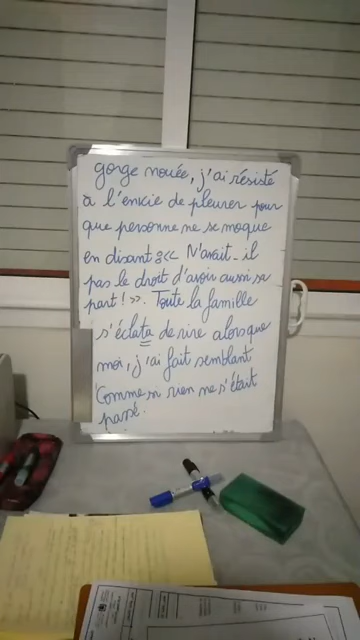 gorge nouée, j'ai résisté
à l'envie de pleurer pour
que personne ne se moque
en disant : << N'avait-il
pas le droit d'avoir aussi sa
part ! >>. Toute la famille
s'éclata de rire alors que
moi, j'ai fait semblant
Comme si rien ne s'était
passé.